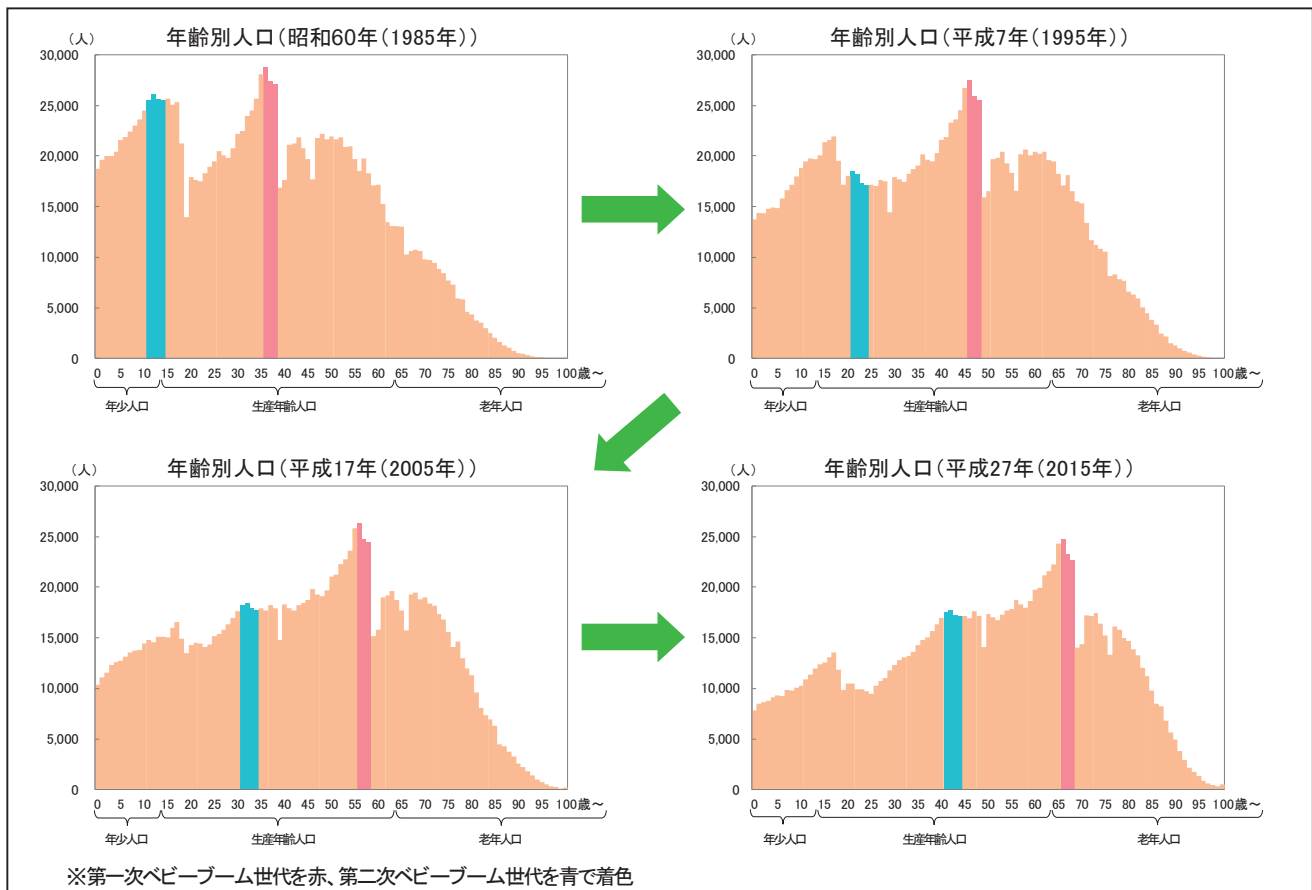 年齢別人口(昭和60年(1985年))
(人)
30,000
25,000
20,000
15,000
10,000
5,000
0
0 5 10 15 20 25 30 35 40 45 50 55 60 65 70 75 80 85 90 95 100歳~
年少人口 生産年齢人口 老年人口
年齢別人口(平成7年(1995年))
(人)
30,000
25,000
20,000
15,000
10,000
5,000
0
0 5 10 15 20 25 30 35 40 45 50 55 60 65 70 75 80 85 90 95 100歳~
年少人口 生産年齢人口 老年人口
年齢別人口(平成17年(2005年))
(人)
30,000
25,000
20,000
15,000
10,000
5,000
0
0 5 10 15 20 25 30 35 40 45 50 55 60 65 70 75 80 85 90 95 100歳~
年少人口 生産年齢人口 老年人口
年齢別人口(平成27年(2015年))
(人)
30,000
25,000
20,000
15,000
10,000
5,000
0
0 5 10 15 20 25 30 35 40 45 50 55 60 65 70 75 80 85 90 95 100歳~
年少人口 生産年齢人口 老年人口
※第一次ベビーブーム世代を赤、第二次ベビーブーム世代を青で着色